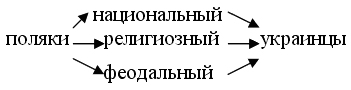 национальный
поляки религиозный украинцы
феодальный